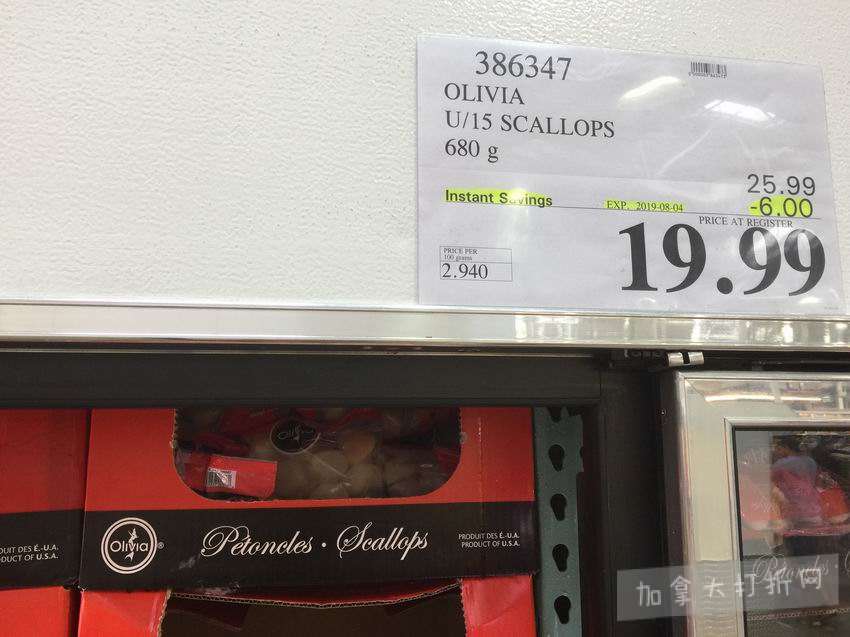 386347
OLIVIA
U/15 SCALLOPS
680 g
25.99
Instant Savings
EXP. 2019-08-04
-6.00
PRICE AT REGISTER
19.99
PRICE PER
100 grams
2.940
Olivia
Olivia®
Pétoncles · Scallops
PRODUIT DES É.-U.A.
PRODUCT OF U.S.A.
DUIT DES É.-U.A.
DUCT OF U.S.A.
Pétoncles
加拿大打折网